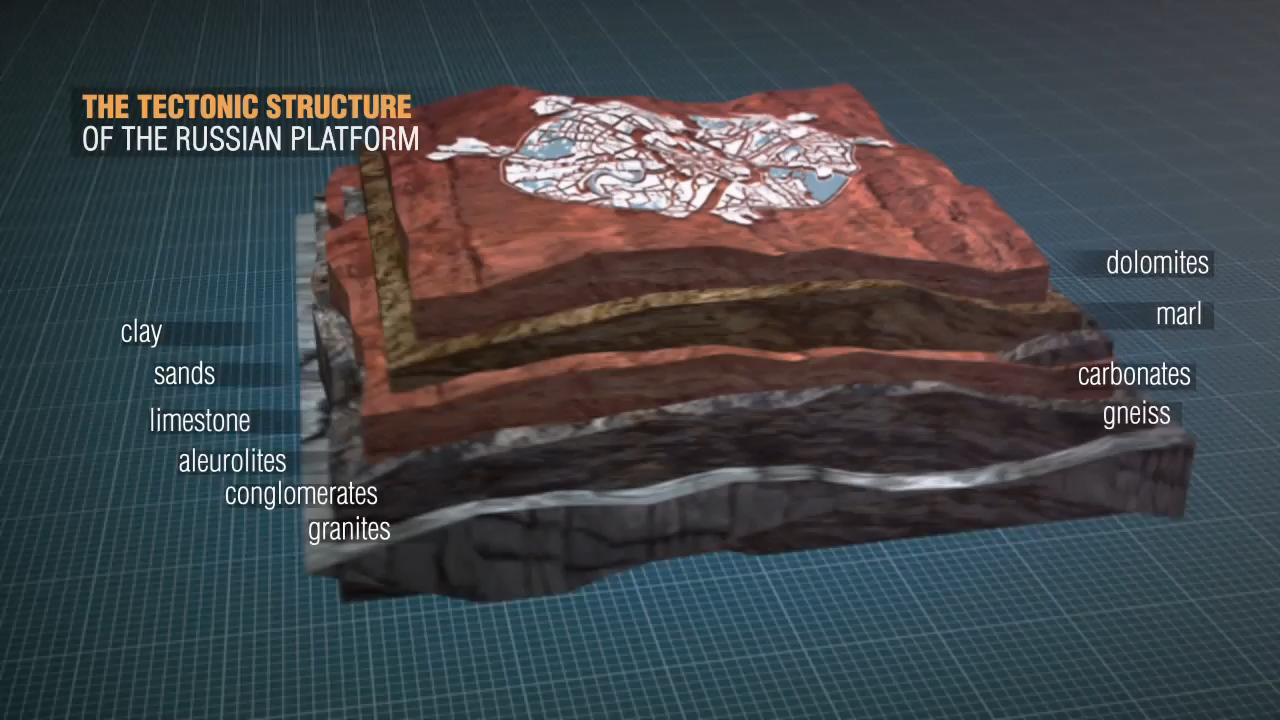 THE TECTONIC STRUCTURE
OF THE RUSSIAN PLATFORM
clay
sands
limestone
aleurolites
conglomerates
granites
dolomites
marl
carbonates
gneiss